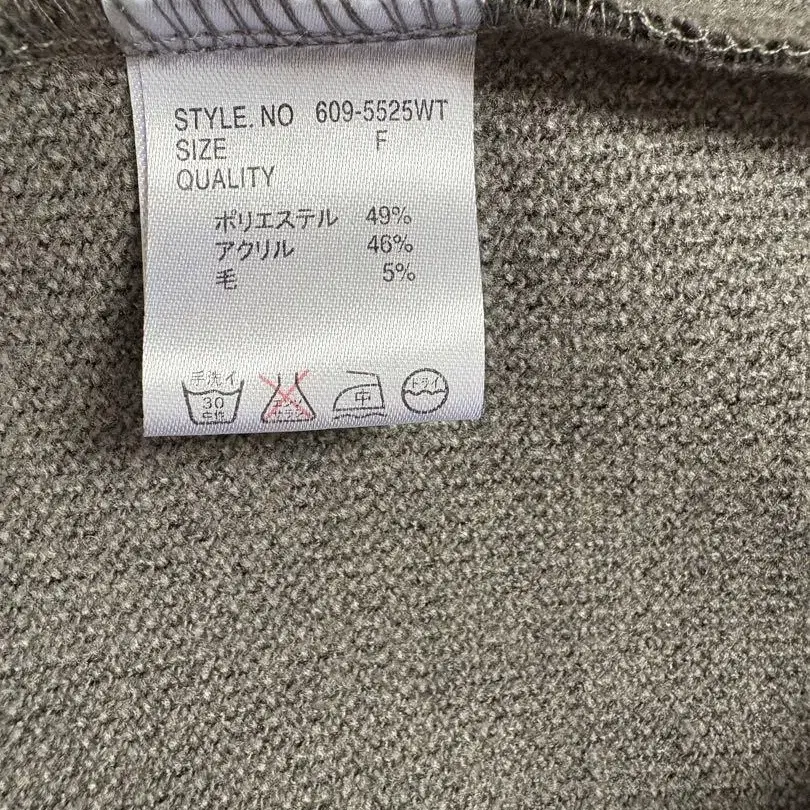 STYLE. NO 609-5525WT
SIZE F
QUALITY
ポリエステル 49%
アクリル 46%
毛 5%
手洗イ 中 ドライ
30
中性